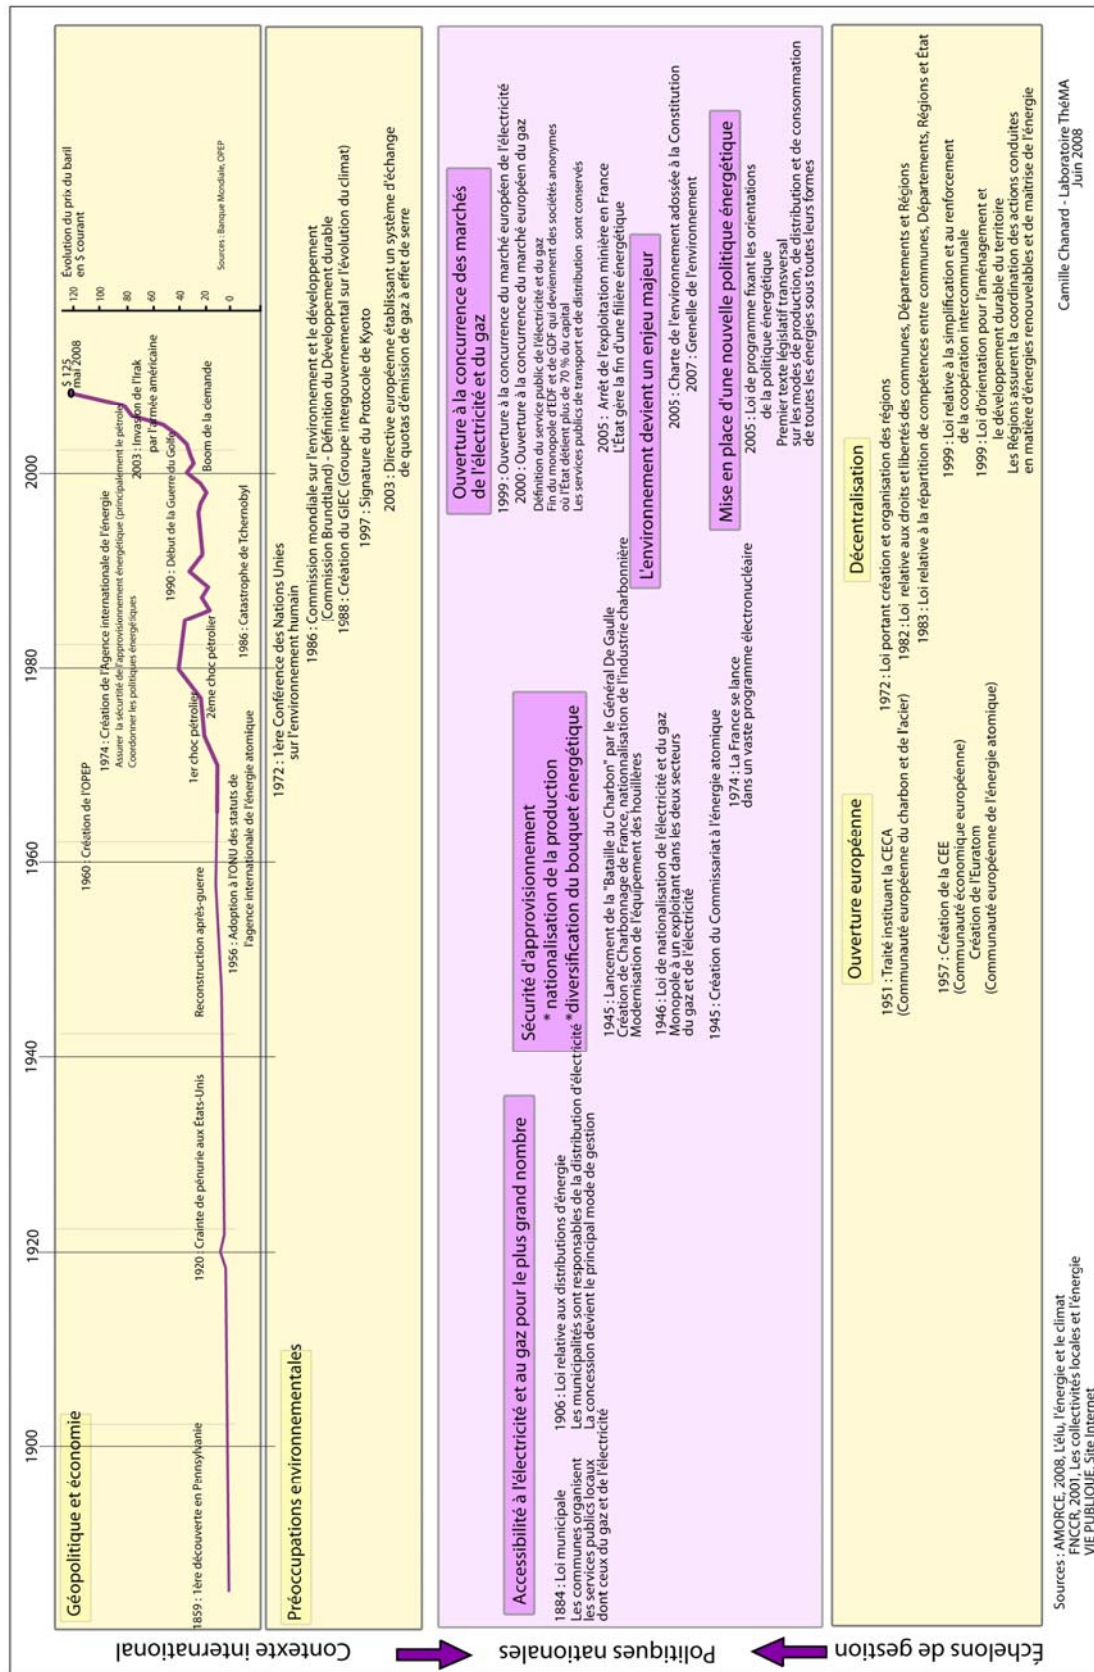 Contexte international
Géopolitique et économie
1900
1920
1940
1960
1980
2000
1859 : 1ère découverte en Pennsylvanie
1920 : Crainte de pénurie aux États-Unis
Reconstruction après-guerre
1956 : Adoption à l'ONU des statuts de
l'agence internationale de l'énergie atomique
1960 : Création de l'OPEP
1974 : Création de l'Agence internationale de l'énergie
Assurer la sécurtité de l'approvisionnement énergétique (principalement le pétrole)
Coordonner les politiques énergétiques
1er choc pétrolier
2ème choc pétrolier
1986 : Catastrophe de Tchernobyl
1990 : Début de la Guerre du Golfe
2003 : Invasion de l'Irak
par l'armée américaine
Boom de la demande
$ 125
mai 2008
Évolution du prix du baril
en $ courant
120
100
80
60
40
20
0
Sources : Banque Mondiale, OPEP
Préoccupations environnementales
1972 : 1ère Conférence des Nations Unies
sur l'environnement humain
1986 : Commission mondiale sur l'environnement et le développement
(Commission Brundtland) - Définition du Développement durable
1988 : Création du GIEC (Groupe intergouvernemental sur l'évolution du climat)
1997 : Signature du Protocole de Kyoto
2003 : Directive européenne établissant un système d'échange
de quotas d'émission de gaz à effet de serre
Politiques nationales
Accessibilité à l'électricité et au gaz pour le plus grand nombre
1884 : Loi municipale
Les communes organisent
les services publics locaux
dont ceux du gaz et de l'électricité
1906 : Loi relative aux distributions d'énergie
Les municipalités sont responsables de la distribution d'électricité
La concession devient le principal mode de gestion
Sécurité d'approvisionnement
* nationalisation de la production
*diversification du bouquet énergétique
1945 : Lancement de la "Bataille du Charbon" par le Général De Gaulle
Création de Charbonnage de France, nationalisation de l'industrie charbonnière
Modernisation de l'équipement des houillères
1946 : Loi de nationalisation de l'électricité et du gaz
Monopole à un exploitant dans les deux secteurs
du gaz et de l'électricité
1945 : Création du Commissariat à l'énergie atomique
1974 : La France se lance
dans un vaste programme électronucléaire
Ouverture à la concurrence des marchés
de l'électricité et du gaz
1999 : Ouverture à la concurrence du marché européen de l'électricité
2000 : Ouverture à la concurrence du marché européen du gaz
Définition du service public de l'électricité et du gaz
Fin du monopole d'EDF et de GDF qui deviennent des sociétés anonymes
où l'État détient plus de 70 % du capital
Les services publics de transport et de distribution sont conservés
2005 : Arrêt de l'exploitation minière en France
L'État gère la fin d'une filière énergétique
L'environnement devient un enjeu majeur
2005 : Charte de l'environnement adossée à la Constitution
2007 : Grenelle de l'environnement
Mise en place d'une nouvelle politique énergétique
2005 : Loi de programme fixant les orientations
de la politique énergétique
Premier texte législatif transversal
sur les modes de production, de distribution et de consommation
de toutes les énergies sous toutes leurs formes
Échelons de gestion
Ouverture européenne
1951 : Traité instituant la CECA
(Communauté européenne du charbon et de l'acier)
1957 : Création de la CEE
(Communauté économique européenne)
Création de l'Euratom
(Communauté européenne de l'énergie atomique)
Décentralisation
1972 : Loi portant création et organisation des régions
1982 : Loi relative aux droits et libertés des communes, Départements et Régions
1983 : Loi relative à la répartition de compétences entre communes, Départements, Régions et État
1999 : Loi relative à la simplification et au renforcement
de la coopération intercommunale
1999 : Loi d'orientation pour l'aménagement et
le développement durable du territoire
Les Régions assurent la coordination des actions conduites
en matière d'énergies renouvelables et de maîtrise de l'énergie
Sources : AMORCE, 2008, L'élu, l'énergie et le climat
FNCCR, 2001, Les collectivités locales et l'énergie
VIE PUBLIQUE, Site Internet
Camille Chanard - Laboratoire ThéMA
Juin 2008